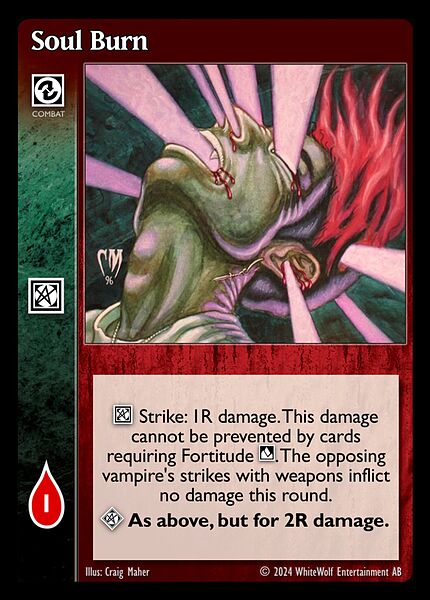 Soul Burn
COMBAT
CM
96
Strike: 1R damage. This damage
cannot be prevented by cards
requiring Fortitude . The opposing
vampire's strikes with weapons inflict
no damage this round.
As above, but for 2R damage.
1
Illus: Craig Maher © 2024 WhiteWolf Entertainment AB